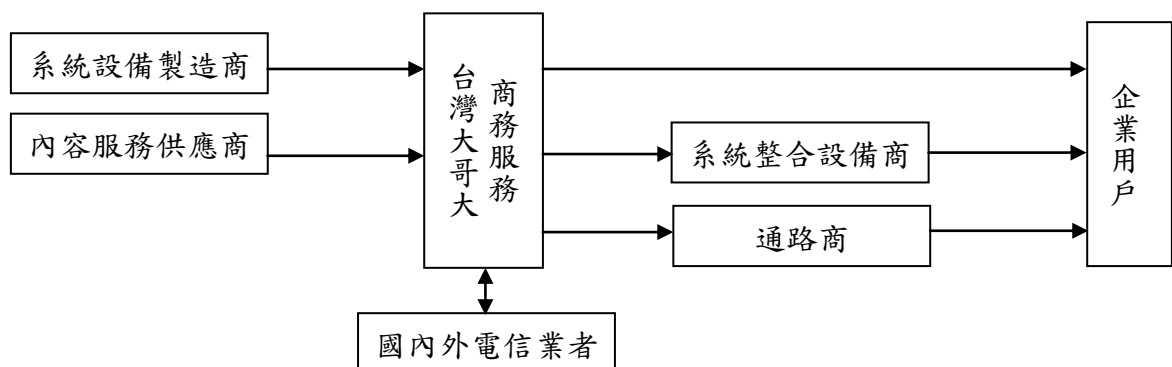 系統設備製造商
內容服務供應商
台灣大哥大
商務服務
系統整合設備商
通路商
企業用戶
國內外電信業者